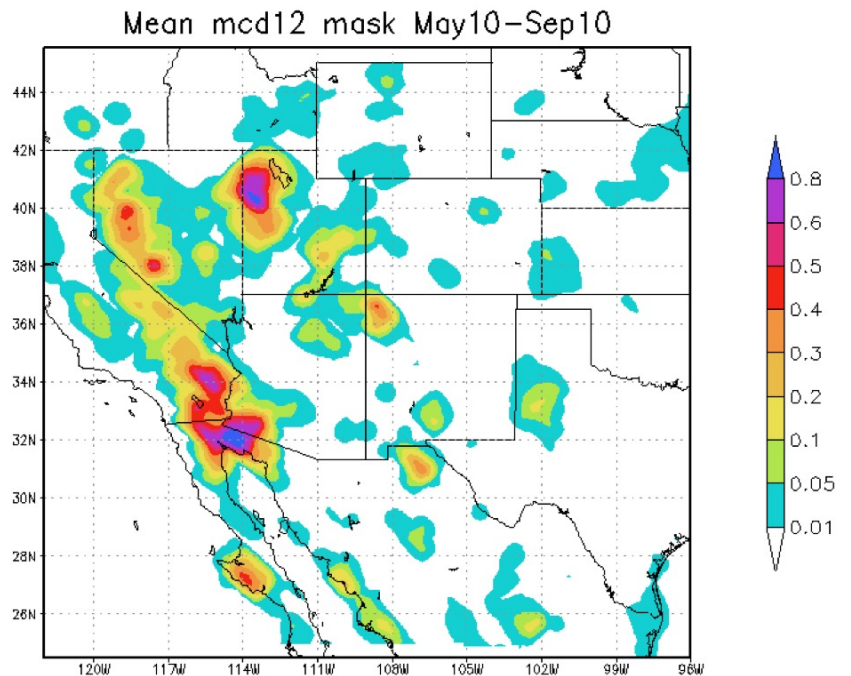 Mean mcd12 mask May10-Sep10
44N
42N
40N
38N
36N
34N
32N
30N
28N
26N
120W 117W 114W 111W 108W 105W 102W 99W 96W
0.8
0.6
0.5
0.4
0.3
0.2
0.1
0.05
0.01